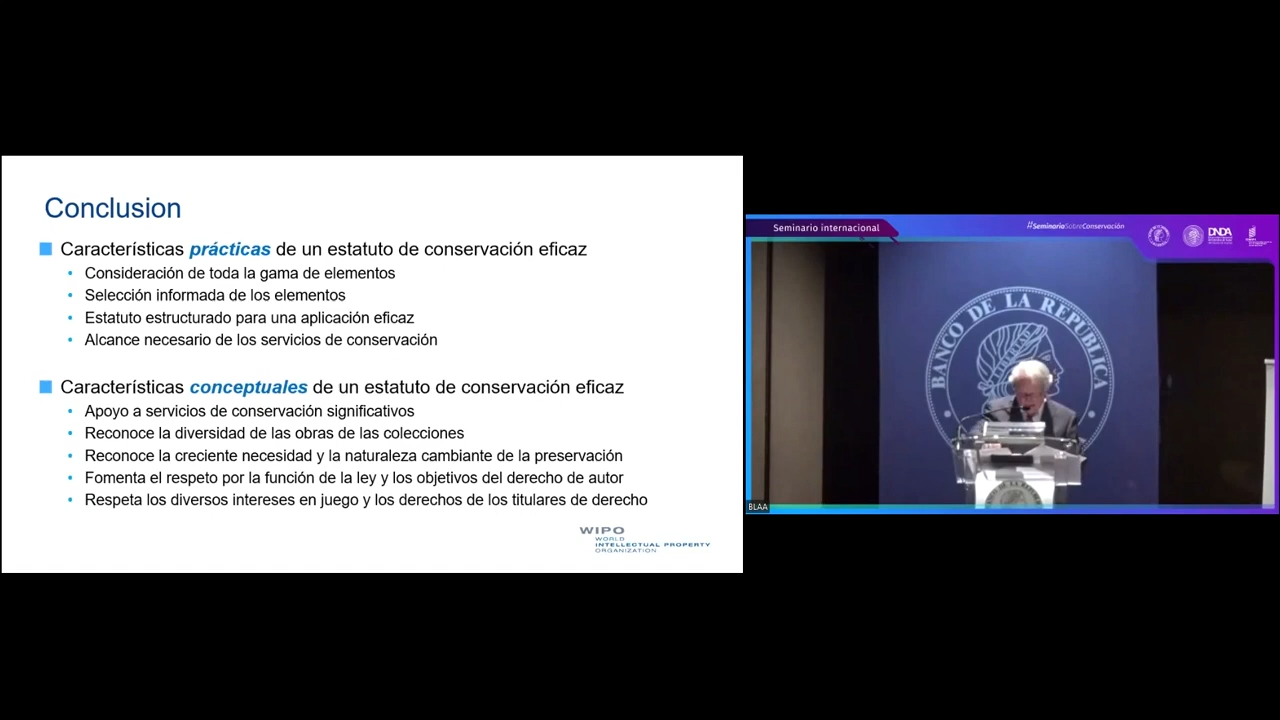 Conclusion
Características prácticas de un estatuto de conservación eficaz
Consideración de toda la gama de elementos
Selección informada de los elementos
Estatuto estructurado para una aplicación eficaz
Alcance necesario de los servicios de conservación
Características conceptuales de un estatuto de conservación eficaz
Apoyo a servicios de conservación significativos
Reconoce la diversidad de las obras de las colecciones
Reconoce la creciente necesidad y la naturaleza cambiante de la preservación
Fomenta el respeto por la función de la ley y los objetivos del derecho de autor
Respeta los diversos intereses en juego y los derechos de los titulares de derecho
WIPO
WORLD
INTELLECTUAL PROPERTY
ORGANIZATION
Seminario internacional
#SeminarioSobreConservación
DNDA
BANCO DE LA REPUBLICA
BLAA